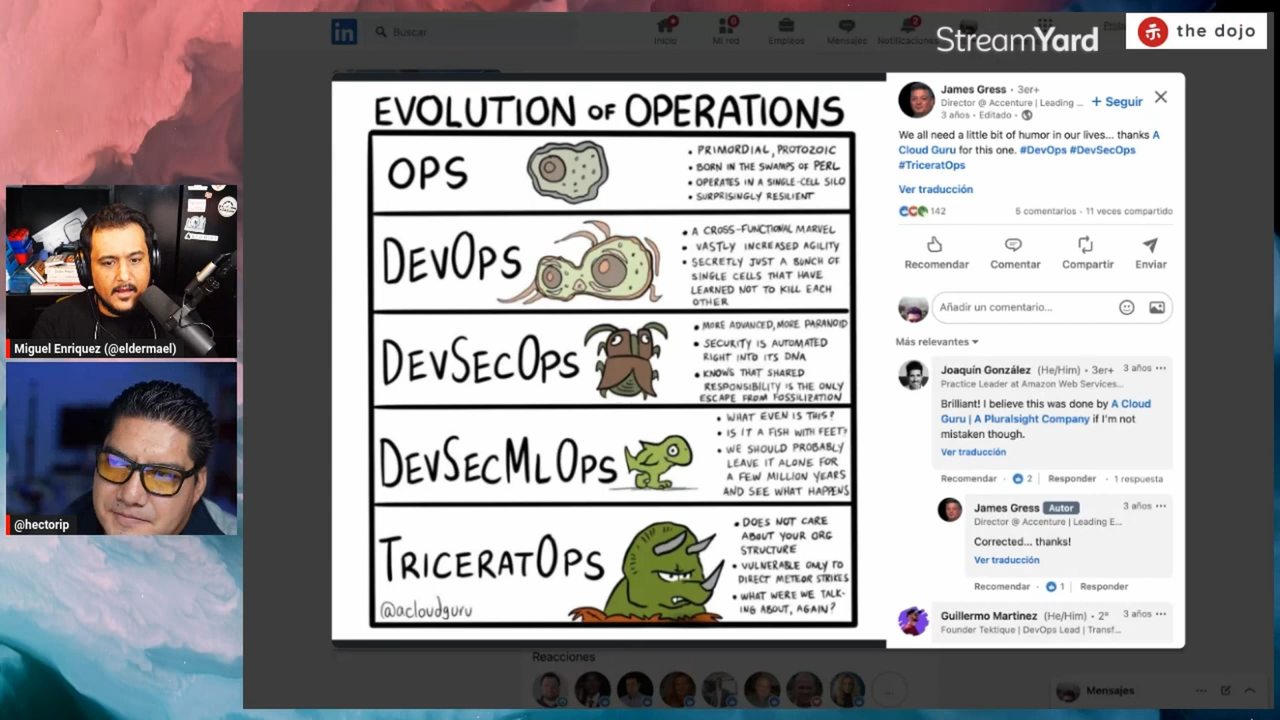 Buscar
Inicio
Mi red
Empleos
Mensajes
Notificaciones
StreamYard
the dojo
EVOLUTION OF OPERATIONS
OPS
• PRIMORDIAL, PROTOZOIC
• BORN IN THE SWAMPS OF PERL
• OPERATES IN A SINGLE-CELL SILO
• SURPRISINGLY RESILIENT
DEVOPS
• A CROSS-FUNCTIONAL MARVEL
• VASTLY INCREASED AGILITY
• SECRETLY JUST A BUNCH OF
SINGLE CELLS THAT HAVE
LEARNED NOT TO KILL EACH
OTHER
DEVSECOPS
• MORE ADVANCED, MORE PARANOID
• SECURITY IS AUTOMATED
RIGHT INTO ITS DNA
• KNOWS THAT SHARED
RESPONSIBILITY IS THE ONLY
ESCAPE FROM FOSSILIZATION
DEVSECMLOPS
• WHAT EVEN IS THIS?
• IS IT A FISH WITH FEET?
• WE SHOULD PROBABLY
LEAVE IT ALONE FOR
A FEW MILLION YEARS
AND SEE WHAT HAPPENS
TRICERATOPS
• DOES NOT CARE
ABOUT YOUR ORG
STRUCTURE
• VULNERABLE ONLY TO
DIRECT METEOR STRIKES
• WHAT WERE WE TALK-
ING ABOUT, AGAIN?
@acloudguru
James Gress • 3er+
Director @ Accenture | Leading ...
3 años • Editado •
+ Seguir
We all need a little bit of humor in our lives... thanks A
Cloud Guru for this one. #DevOps #DevSecOps
#TriceratOps
Ver traducción
142
5 comentarios · 11 veces compartido
Recomendar
Comentar
Compartir
Enviar
Añadir un comentario...
Más relevantes
Joaquín González (He/Him) • 3er+
3 años
Practice Leader at Amazon Web Services...
Brilliant! I believe this was done by A Cloud
Guru | A Pluralsight Company if I'm not
mistaken though.
Ver traducción
Recomendar · 2 | Responder · 1 respuesta
James Gress Autor
3 años
Director @ Accenture | Leading E...
Corrected... thanks!
Ver traducción
Recomendar · 1 | Responder
Guillermo Martinez (He/Him) • 2º
3 años
Founder Tektique | DevOps Lead | Transf...
Reacciones
Mensajes
Miguel Enriquez (@eldermael)
@hectorip